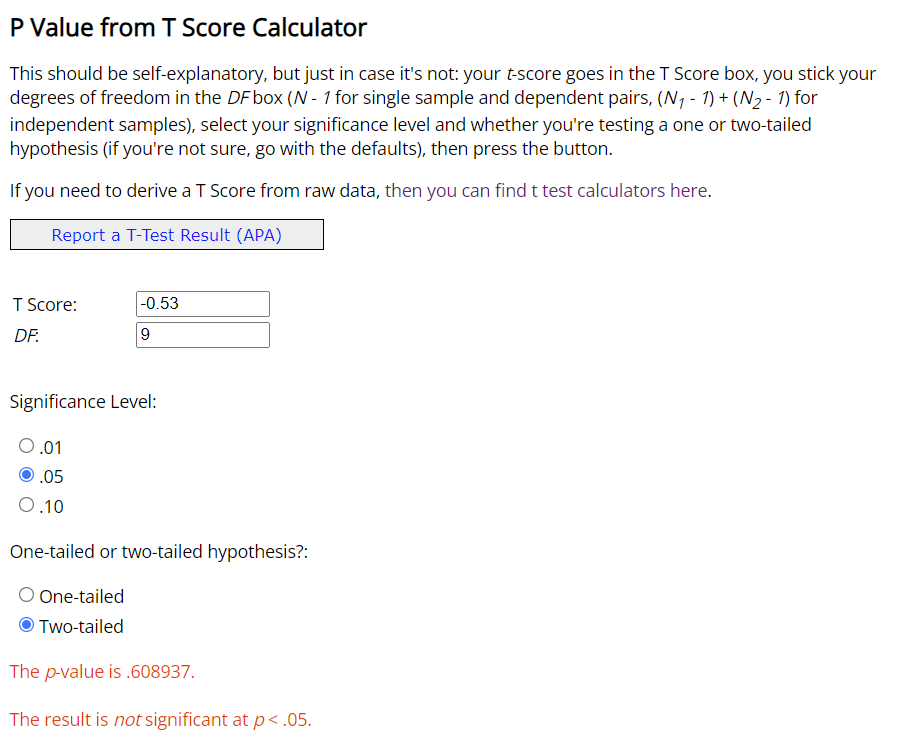 P Value from T Score Calculator
This should be self-explanatory, but just in case it's not: your t-score goes in the T Score box, you stick your
degrees of freedom in the DF box (N - 1 for single sample and dependent pairs, (N₁ - 1) + (N₂ - 1) for
independent samples), select your significance level and whether you're testing a one or two-tailed
hypothesis (if you're not sure, go with the defaults), then press the button.
If you need to derive a T Score from raw data, then you can find t test calculators here.
Report a T-Test Result (APA)
T Score: -0.53
DF: 9
Significance Level:
.01
.05
.10
One-tailed or two-tailed hypothesis?:
One-tailed
Two-tailed
The p-value is .608937.
The result is not significant at p < .05.